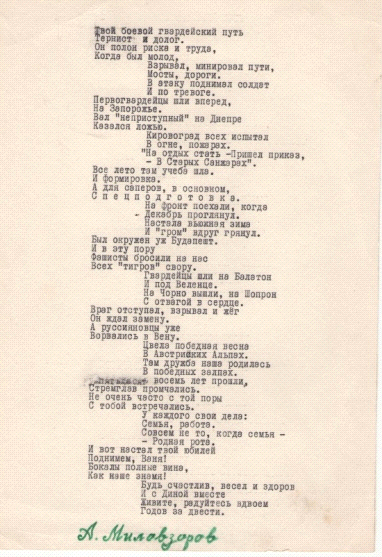 Твой боевой гвардейский путь
Тернист и долог.
Он полон риска и труда,
Когда был молод,
Взрывал, минировал пути,
Мосты, дороги.
В атаку поднимал солдат
И по тревоге.
Первогвардейцы шли вперед,
На Запорожье.
Вал "неприступный" на Днепре
Казался ложью.
Кировоград всех испытал
В огне, пожарах.
"На отдых стать -Пришел приказ,
- В Старых Санжарах".
Все лето там учеба шла.
И формировка.
А для саперов, в основном,
С п е ц п о д г о т о в к а.
На фронт поехали, когда
- Декабрь проглянул.
Настала вьюжная зима
И "гром" вдруг грянул.
Был окружен уж Будапешт.
И в эту пору
Фашисты бросили на нас
Всех "тигров" свору.
Гвардейцы шли на Балатон
И под Веленце.
На Чорно вышли, на Шопрон
С отвагой в сердце.
Враг отступал, взрывал и жёг
Он ждал замену.
А руссияновцы уже
Ворвались в Вену.
Цвела победная весна
В Австрийских Альпах.
Там дружба наша родилась
В победных залпах.
восемь лет прошли,
Стремглав промчались.
Не очень часто с той поры
С тобой встречались.
У каждого свои дела:
Семья, работа.
Совсем не то, когда семья -
- Родная рота.
И вот настал твой юбилей
Поднимем, Ваня!
Бокалы полные вина,
Как наше знамя!
Будь счастлив, весел и здоров
И с Диной вместе
Живите, радуйтесь вдвоем
Годов за двести.
А. Милавзоров